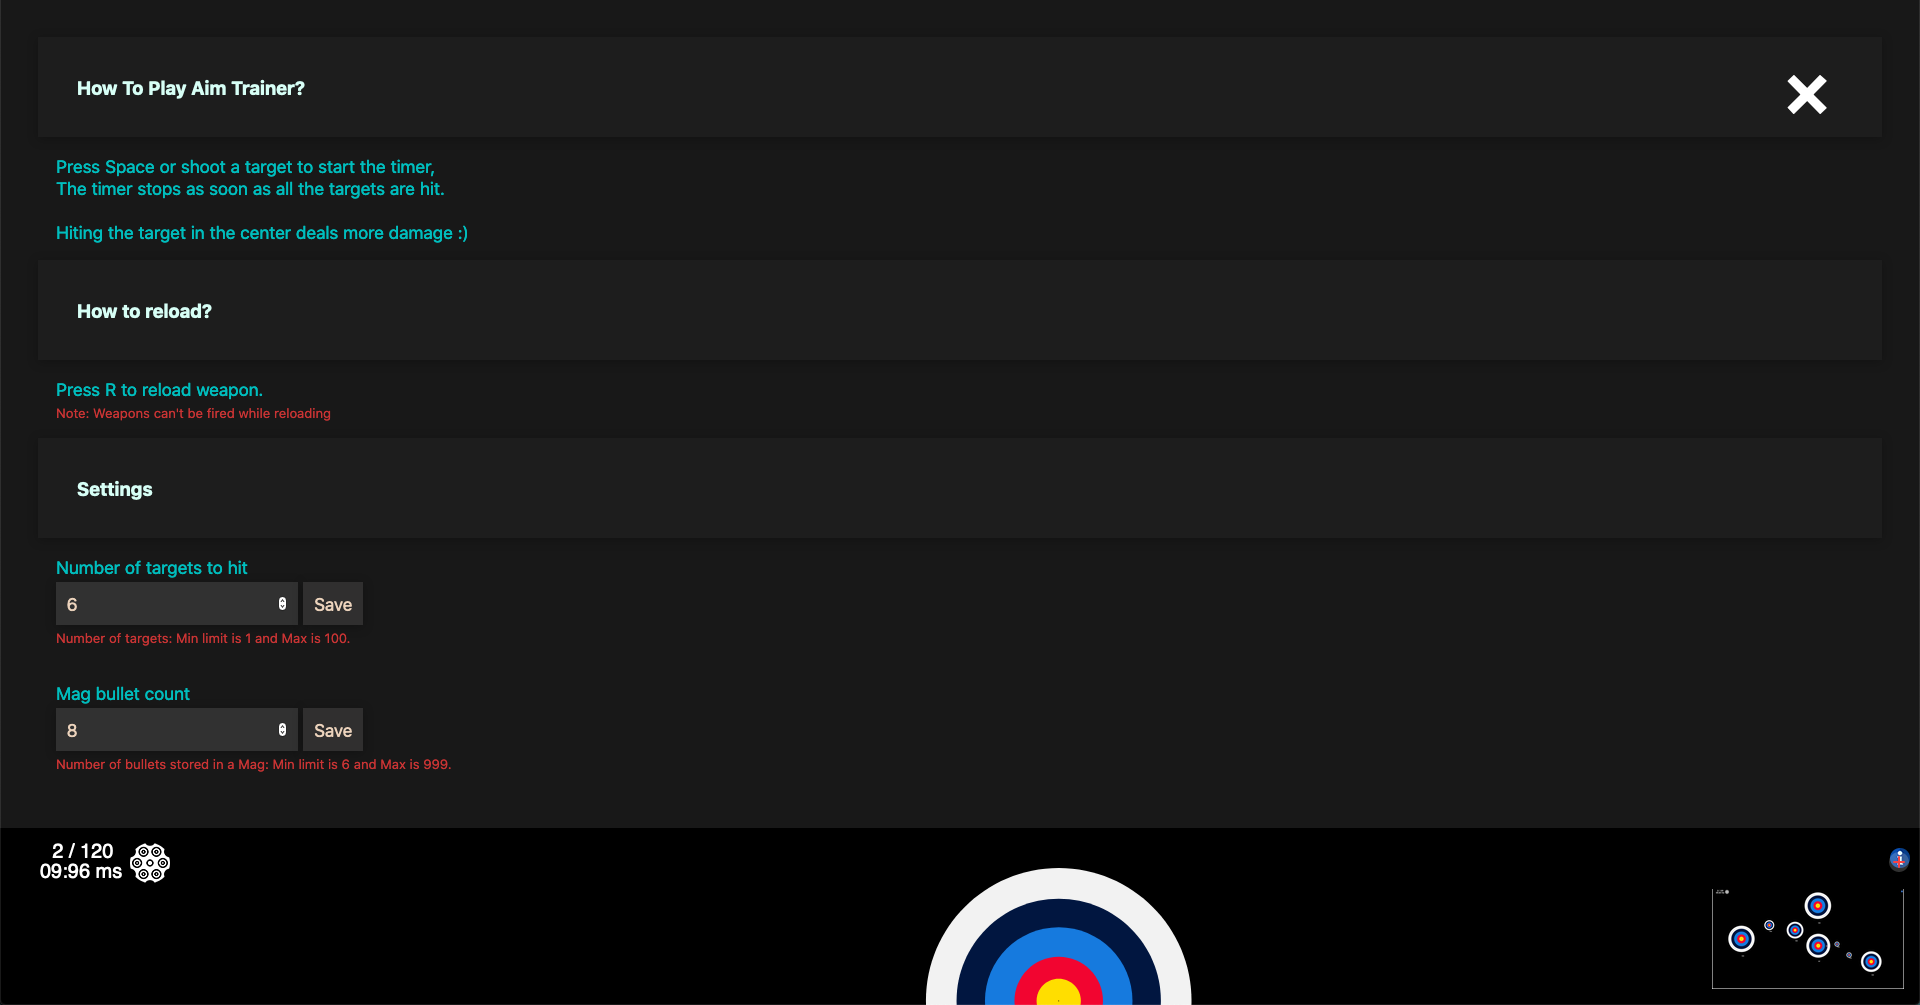 How To Play Aim Trainer?
Press Space or shoot a target to start the timer,
The timer stops as soon as all the targets are hit.
Hiting the target in the center deals more damage :)
How to reload?
Press R to reload weapon.
Note: Weapons can't be fired while reloading
Settings
Number of targets to hit
6
Save
Number of targets: Min limit is 1 and Max is 100.
Mag bullet count
8
Save
Number of bullets stored in a Mag: Min limit is 6 and Max is 999.
2 / 120
09:96 ms